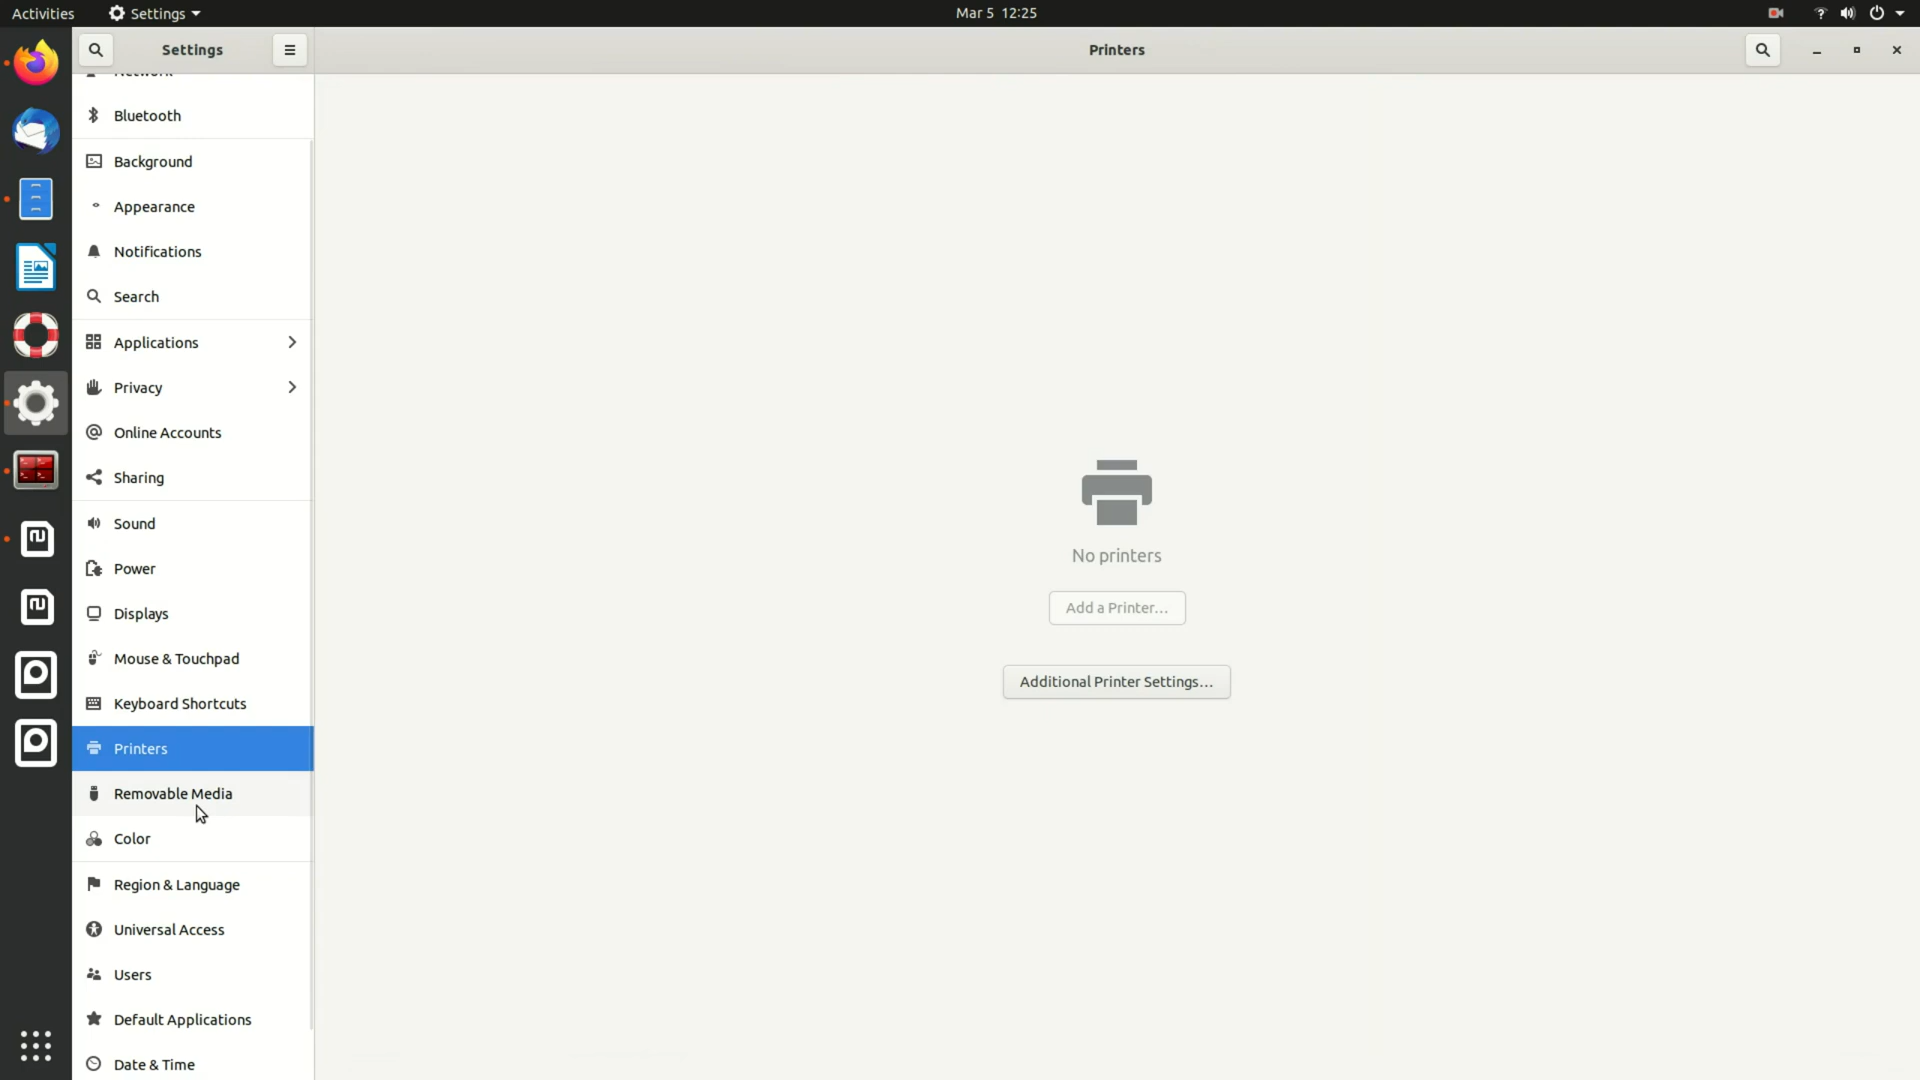 Activities
Settings
Mar 5 12:25
Settings
Printers
Network
Bluetooth
Background
Appearance
Notifications
Search
Applications
Privacy
Online Accounts
Sharing
Sound
Power
Displays
Mouse & Touchpad
Keyboard Shortcuts
Printers
Removable Media
Color
Region & Language
Universal Access
Users
Default Applications
Date & Time
No printers
Add a Printer…
Additional Printer Settings…